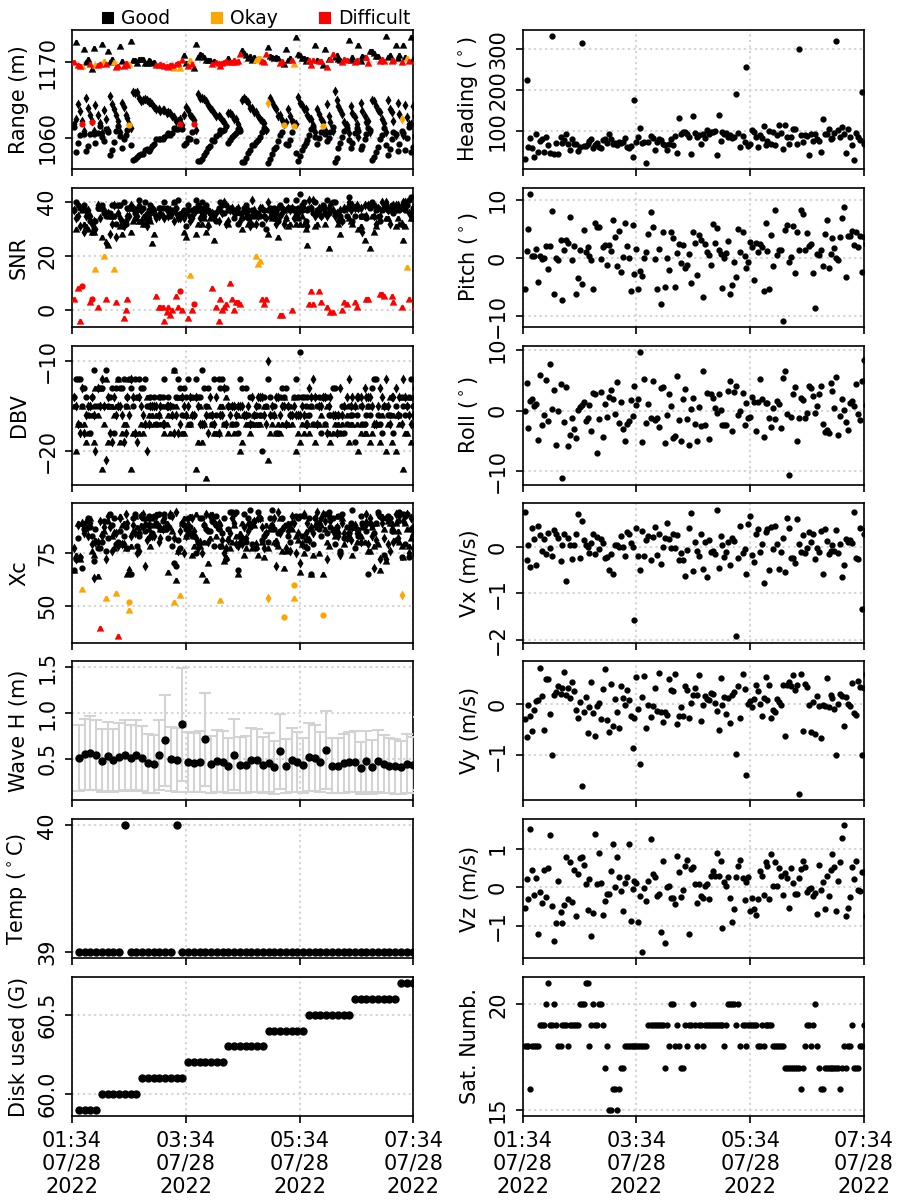 Good Okay Difficult
Range (m)
1170
1060
SNR
40
20
0
DBV
−10
−20
Xc
75
50
Wave H (m)
1.5
1.0
0.5
Temp (°C)
40
39
Disk used (G)
60.5
60.0
01:34 03:34 05:34 07:34
07/28 07/28 07/28 07/28
2022 2022 2022 2022
Heading (°)
300
200
100
Pitch (°)
10
0
−10
Roll (°)
10
0
−10
Vx (m/s)
0
−1
−2
Vy (m/s)
0
−1
Vz (m/s)
1
0
−1
Sat. Numb.
20
15
01:34 03:34 05:34 07:34
07/28 07/28 07/28 07/28
2022 2022 2022 2022